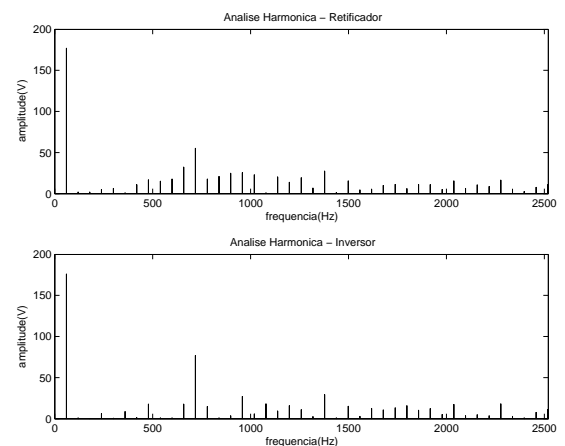 Analise Harmonica − Retificador
200
150
100
50
0
amplitude(V)
0 500 1000 1500 2000 2500
frequencia(Hz)
Analise Harmonica − Inversor
200
150
100
50
0
amplitude(V)
0 500 1000 1500 2000 2500
frequencia(Hz)